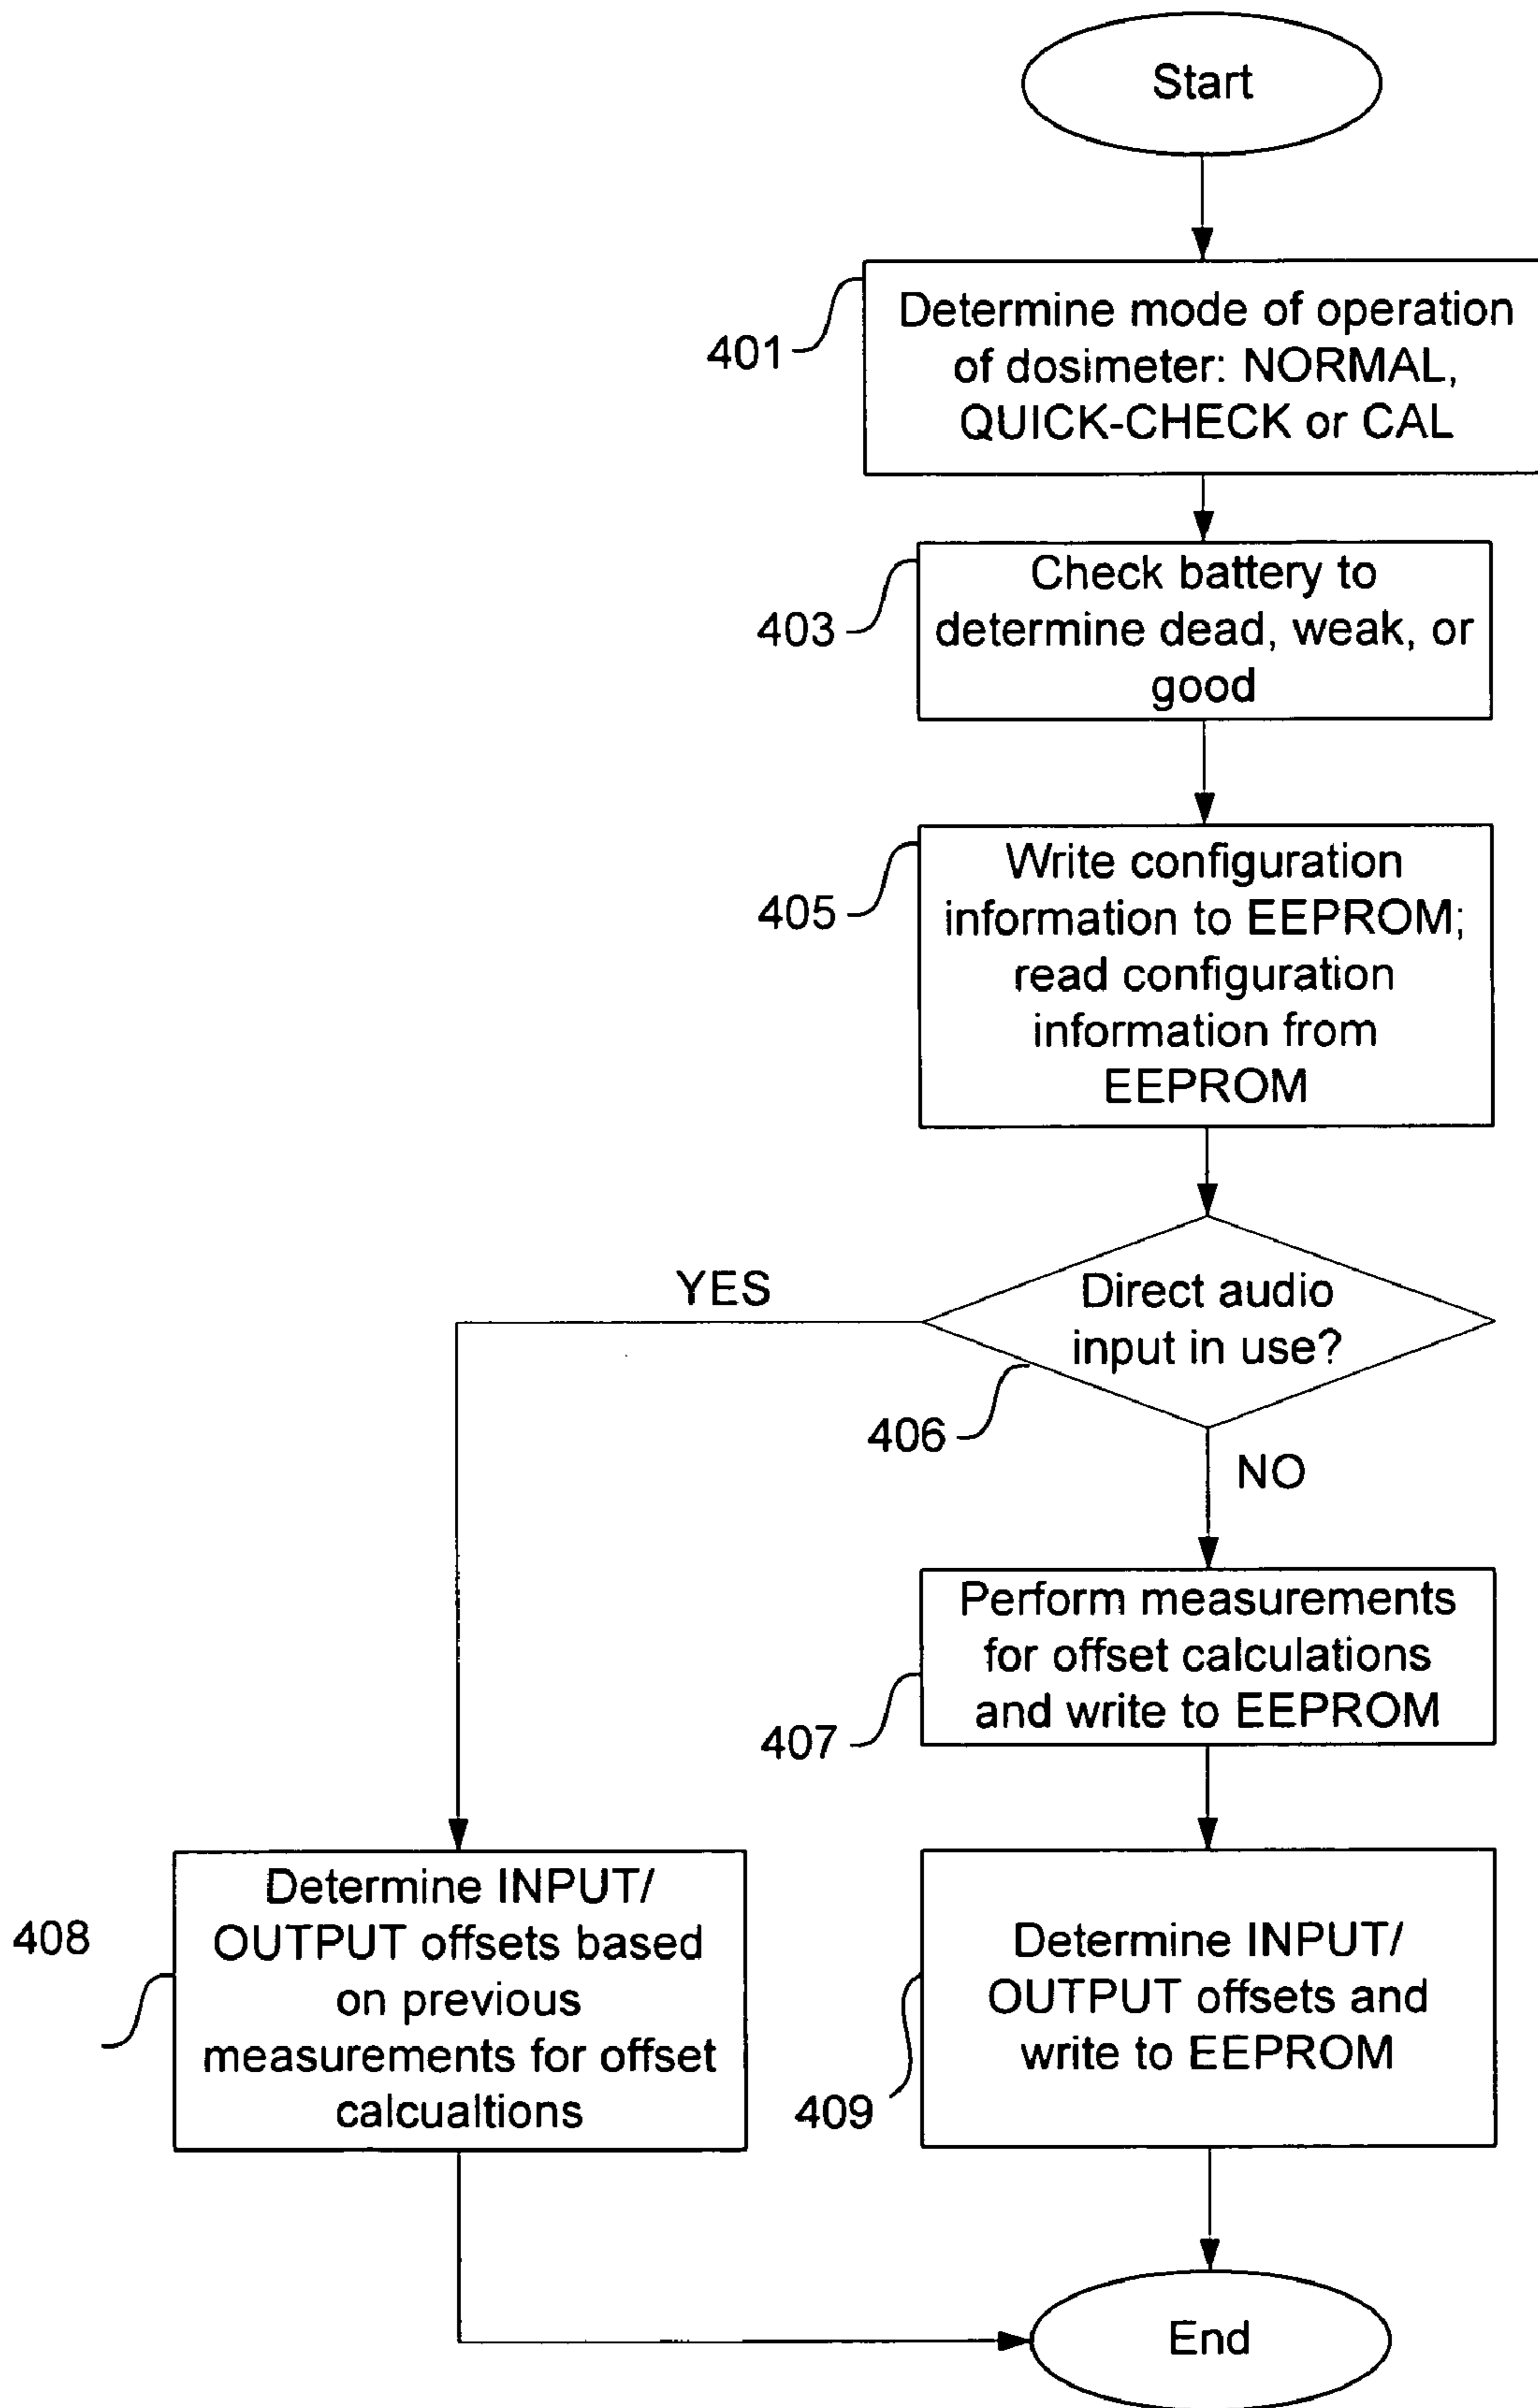 Start
401
Determine mode of operation
of dosimeter: NORMAL,
QUICK-CHECK or CAL
403
Check battery to
determine dead, weak, or
good
405
Write configuration
information to EEPROM;
read configuration
information from
EEPROM
YES
Direct audio
input in use?
406
NO
407
Perform measurements
for offset calculations
and write to EEPROM
408
Determine INPUT/
OUTPUT offsets based
on previous
measurements for offset
calcualtions
409
Determine INPUT/
OUTPUT offsets and
write to EEPROM
End